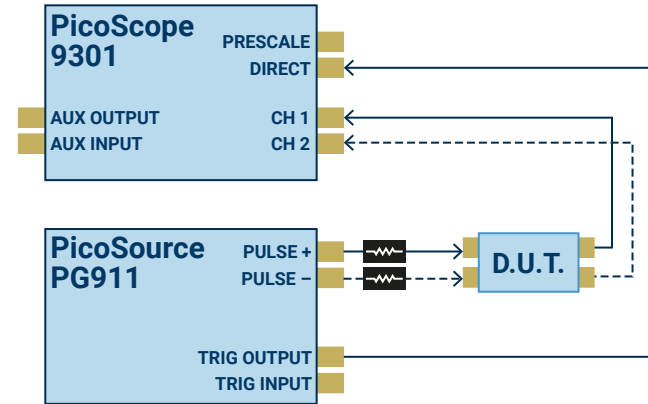 PicoScope
9301
PRESCALE
DIRECT
AUX OUTPUT
CH 1
AUX INPUT
CH 2
PicoSource
PG911
PULSE +
PULSE –
D.U.T.
TRIG OUTPUT
TRIG INPUT